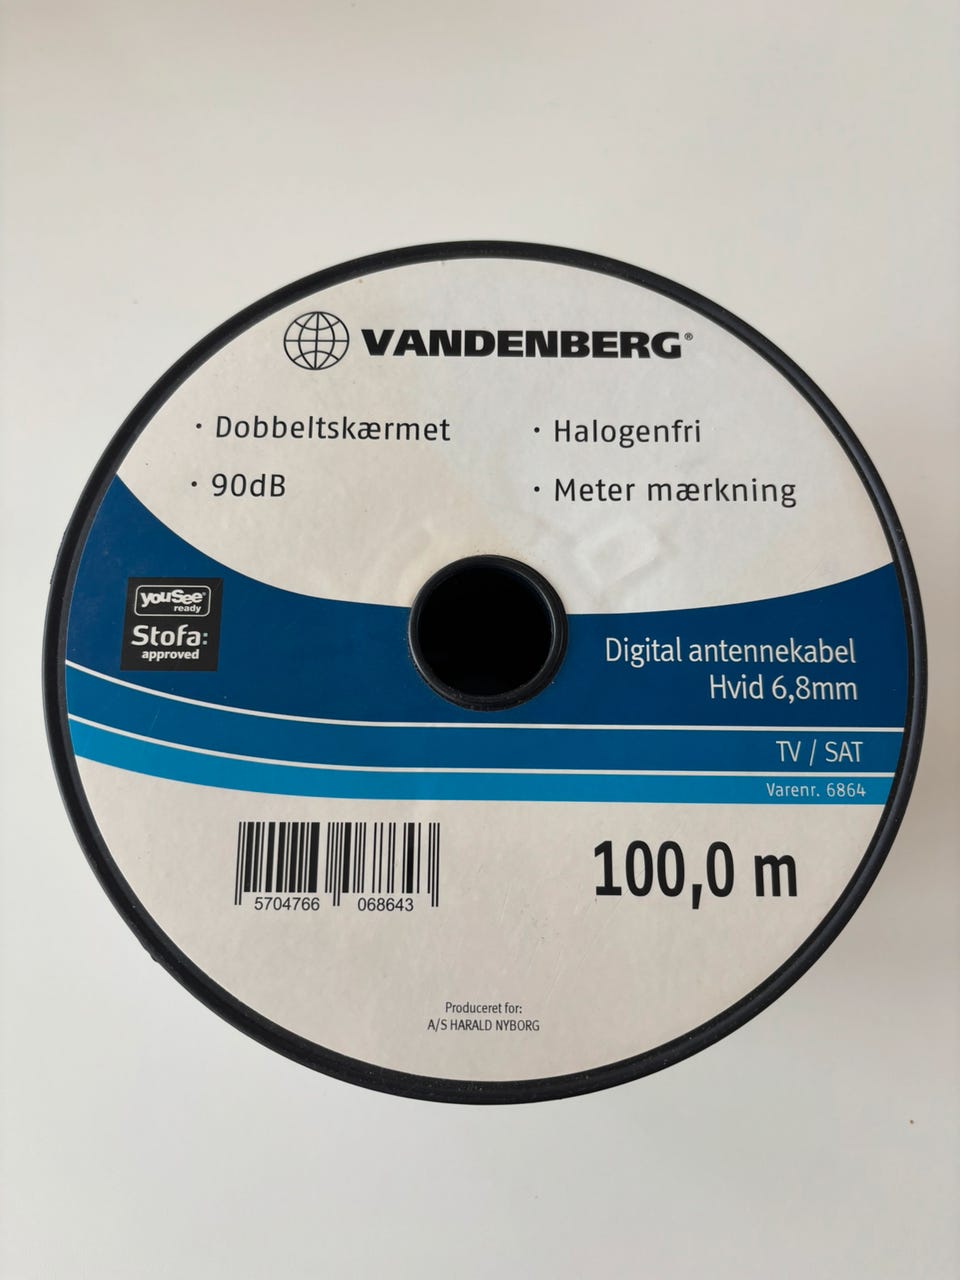 VANDENBERG®
· Dobbeltskærmet
· Halogenfri
· 90dB
· Meter mærkning
youSee®
ready
Stofa:
approved
Digital antennekabel
Hvid 6,8mm
TV / SAT
Varenr. 6864
5704766 068643
100,0 m
Produceret for:
A/S HARALD NYBORG